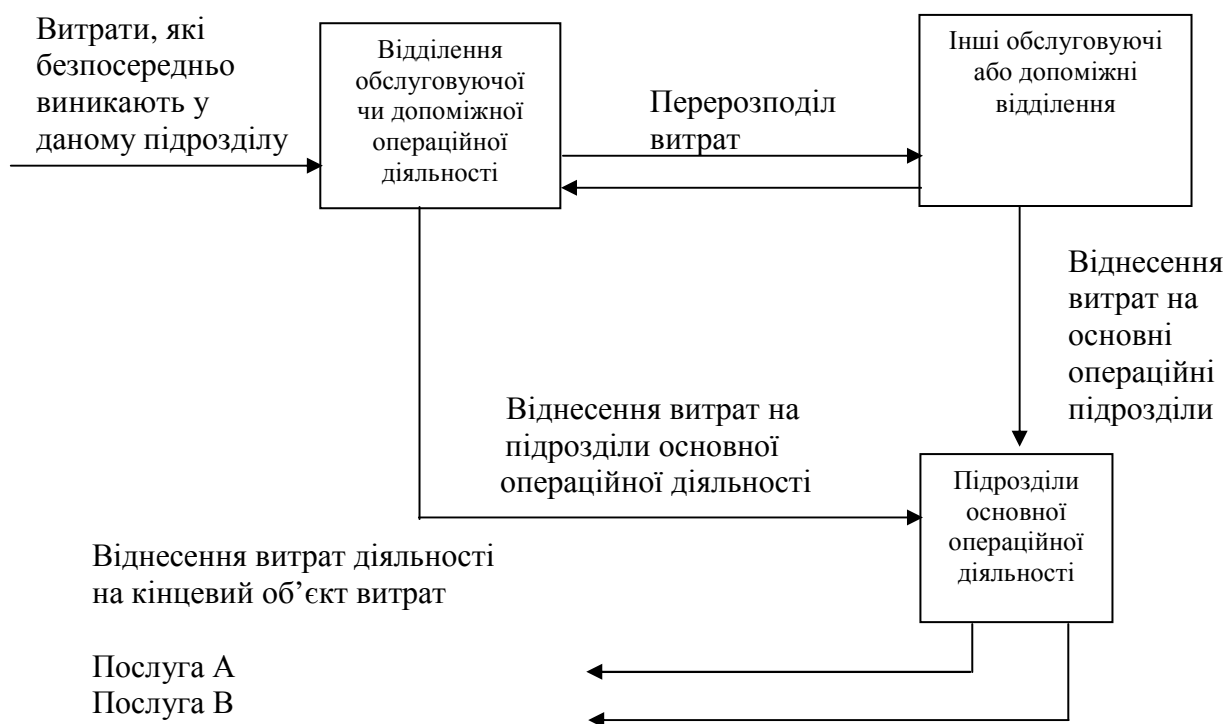 Витрати, які
безпосередньо
виникають у
даному підрозділу
Відділення
обслуговуючої
чи допоміжної
операційної
діяльності
Перерозподіл
витрат
Інші обслуговуючі
або допоміжні
відділення
Віднесення
витрат на
основні
операційні
підрозділи
Віднесення витрат на
підрозділи основної
операційної діяльності
Підрозділи
основної
операційної
діяльності
Віднесення витрат діяльності
на кінцевий об’єкт витрат
Послуга А
Послуга В